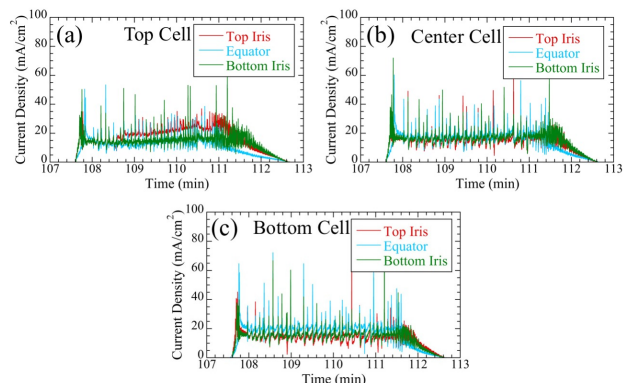 (a)
Top Cell
Top Iris
Equator
Bottom Iris
Current Density (mA/cm²)
100
80
60
40
20
0
107 108 109 110 111 112 113
Time (min)
(b)
Center Cell
Top Iris
Equator
Bottom Iris
Current Density (mA/cm²)
100
80
60
40
20
0
107 108 109 110 111 112 113
Time (min)
(c)
Bottom Cell
Top Iris
Equator
Bottom Iris
Current Density (mA/cm²)
100
80
60
40
20
0
107 108 109 110 111 112 113
Time (min)